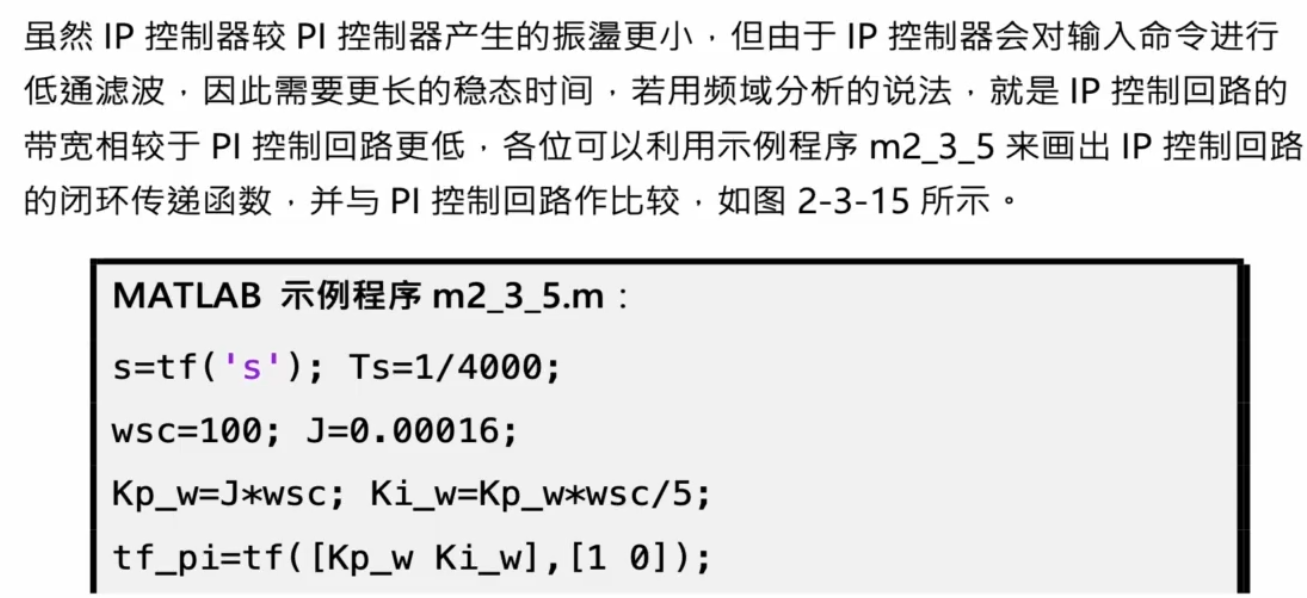 虽然 IP 控制器较 PI 控制器产生的振盪更小，但由于 IP 控制器会对输入命令进行
低通滤波，因此需要更长的稳态时间，若用频域分析的说法，就是 IP 控制回路的
带宽相较于 PI 控制回路更低，各位可以利用示例程序 m2_3_5 来画出 IP 控制回路
的闭环传递函数，并与 PI 控制回路作比较，如图 2-3-15 所示。
MATLAB 示例程序 m2_3_5.m：
s=tf('s'); Ts=1/4000;
wsc=100; J=0.00016;
Kp_w=J*wsc; Ki_w=Kp_w*wsc/5;
tf_pi=tf([Kp_w Ki_w],[1 0]);